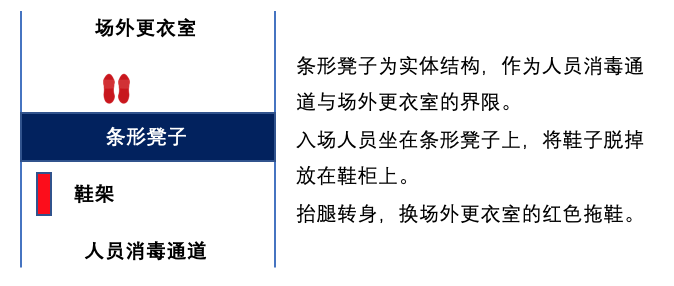 场外更衣室
条形凳子
鞋架
人员消毒通道
条形凳子为实体结构，作为人员消毒通
道与场外更衣室的界限。
入场人员坐在条形凳子上，将鞋子脱掉
放在鞋柜上。
抬腿转身，换场外更衣室的红色拖鞋。